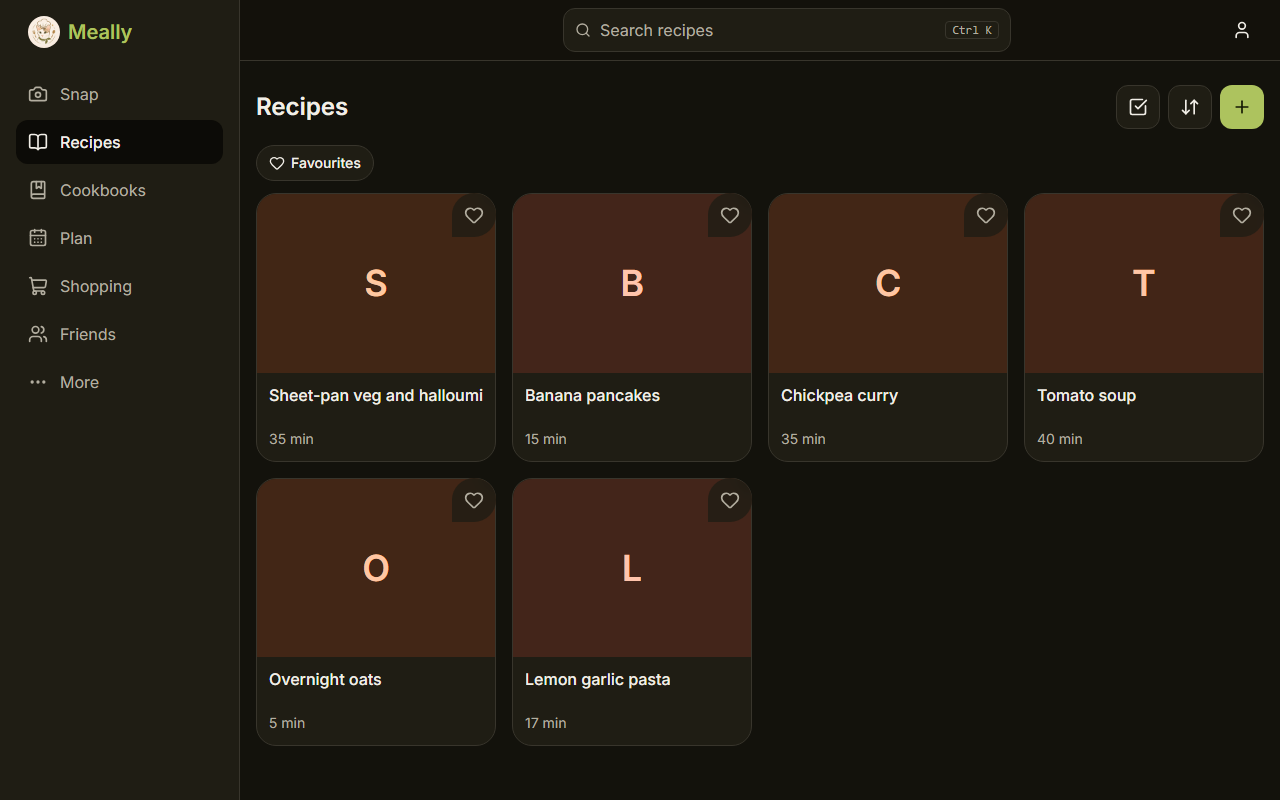 Meally
Search recipes
Ctrl K
Snap
Recipes
Cookbooks
Plan
Shopping
Friends
More
Recipes
Favourites
S
B
C
T
Sheet-pan veg and halloumi
35 min
Banana pancakes
15 min
Chickpea curry
35 min
Tomato soup
40 min
O
L
Overnight oats
5 min
Lemon garlic pasta
17 min